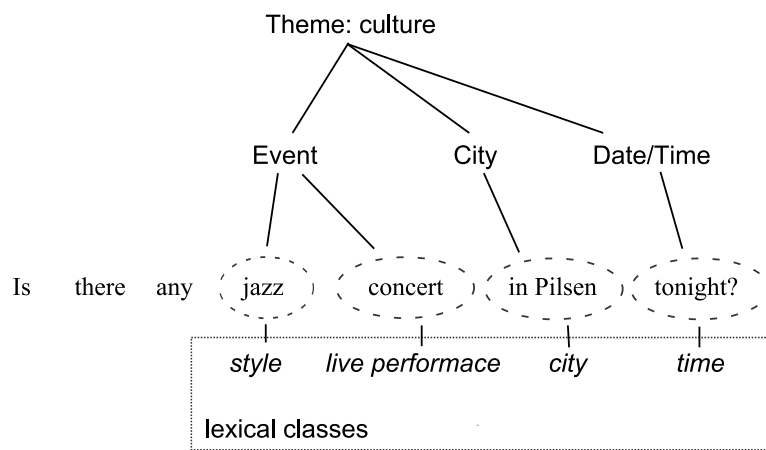 Theme: culture
Event City Date/Time
Is there any jazz concert in Pilsen tonight?
style live performace city time
lexical classes